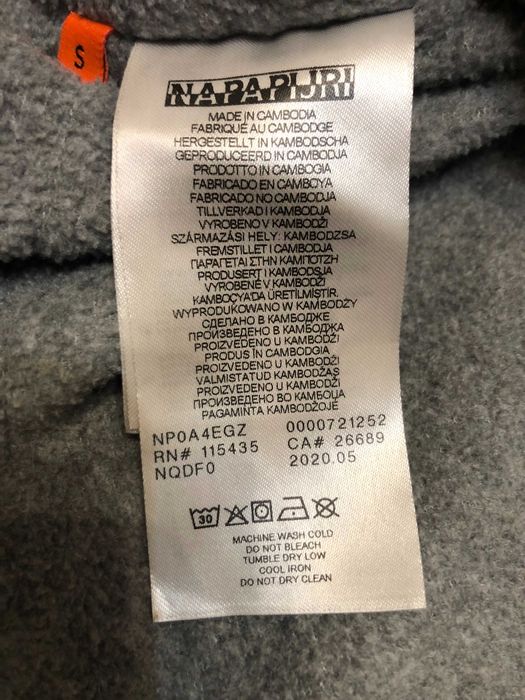 S
NAPAPIJRI
MADE IN CAMBODIA
FABRIQUÉ AU CAMBODGE
HERGESTELLT IN KAMBODSCHA
GEPRODUCEERD IN CAMBODJA
PRODOTTO IN CAMBOGIA
FABRICADO EN CAMBOYA
FABRICADO NO CAMBOJA
TILLVERKAD I KAMBODJA
VYROBENO V KAMBODŽI
SZÁRMAZÁSI HELY: KAMBODZSA
FREMSTILLET I CAMBODJA
ΠΑΡΑΓΕΤΑΙ ΣΤΗΝ ΚΑΜΠΟΤΖΗ
PRODUSERT I KAMBODSJA
VYROBENÉ V KAMBODŽI
KAMBOÇYA'DA ÜRETİLMİŞTİR.
WYPRODUKOWANO W KAMBODŻY
СДЕЛАНО В КАМБОДЖЕ
ПРОИЗВЕДЕНО В КАМБОДЖА
PROIZVEDENO U KAMBODŽI
PRODUS ÎN CAMBODGIA
PROIZVEDENO U KAMBODŽI
VALMISTATUD KAMBODŽAS
PROIZVEDENO U KAMBODŽI
ПРОИЗВЕДЕНО ВО КАМБОЏА
PAGAMINTA KAMBODŽOJE
NP0A4EGZ 0000721252
RN# 115435 CA# 26689
NQDF0 2020.05
30
MACHINE WASH COLD
DO NOT BLEACH
TUMBLE DRY LOW
COOL IRON
DO NOT DRY CLEAN